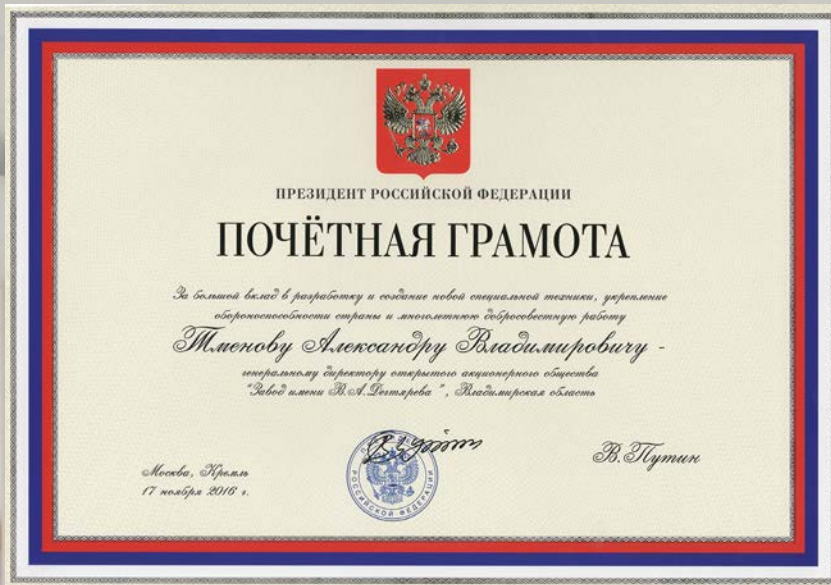 ПРЕЗИДЕНТ РОССИЙСКОЙ ФЕДЕРАЦИИ
ПОЧЁТНАЯ ГРАМОТА
За большой вклад в разработку и создание новой специальной техники, укрепление
обороноспособности страны и многолетнюю добросовестную работу
Тменову Александру Владимировичу -
генеральному директору открытого акционерного общества
"Завод имени В.А.Дегтярева", Владимирская область
Москва, Кремль
17 ноября 2016 г.
РОССИЙСКОЙ ФЕДЕРАЦИИ
В.Путин